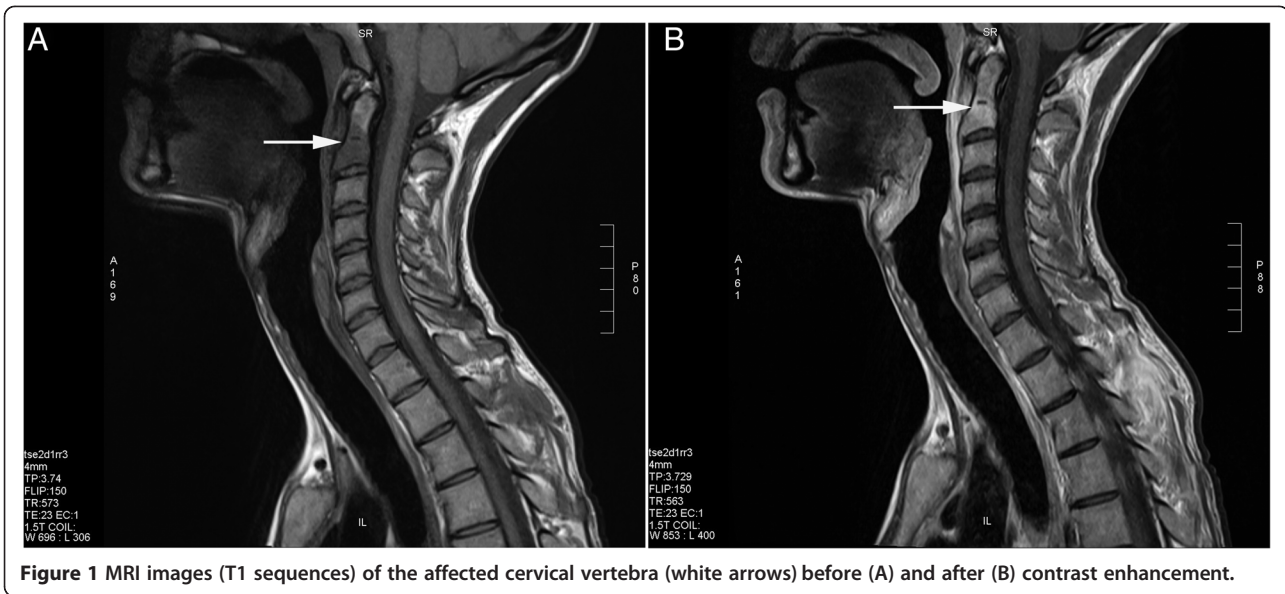 A
SR
A
1
6
9
P
8
0
tse2d1rr3
4mm
TP:3.74
FLIP:150
TR:573
TE:23 EC:1
1.5T COIL:
W 696 : L 306
IL
B
SR
A
1
6
1
P
8
8
tse2d1rr3
4mm
TP:3.729
FLIP:150
TR:563
TE:23 EC:1
1.5T COIL:
W 853 : L 400
IL
Figure 1 MRI images (T1 sequences) of the affected cervical vertebra (white arrows) before (A) and after (B) contrast enhancement.